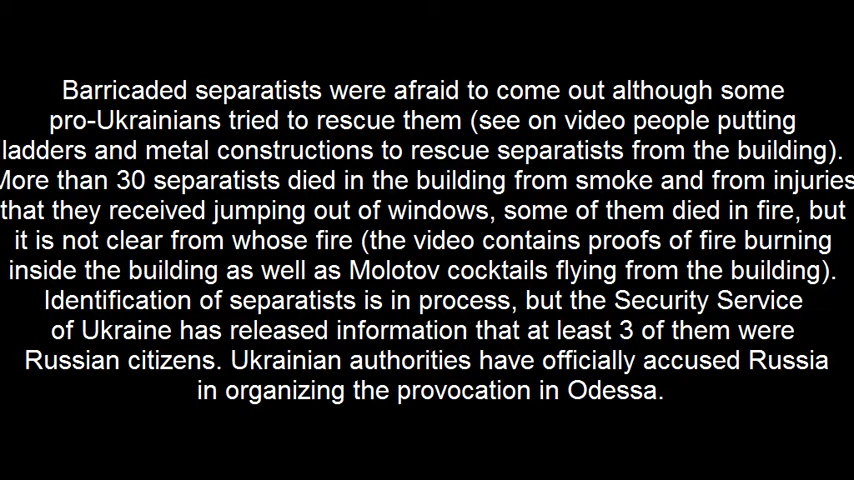 Barricaded separatists were afraid to come out although some
pro-Ukrainians tried to rescue them (see on video people putting
ladders and metal constructions to rescue separatists from the building).
More than 30 separatists died in the building from smoke and from injuries
that they received jumping out of windows, some of them died in fire, but
it is not clear from whose fire (the video contains proofs of fire burning
inside the building as well as Molotov cocktails flying from the building).
Identification of separatists is in process, but the Security Service
of Ukraine has released information that at least 3 of them were
Russian citizens. Ukrainian authorities have officially accused Russia
in organizing the provocation in Odessa.